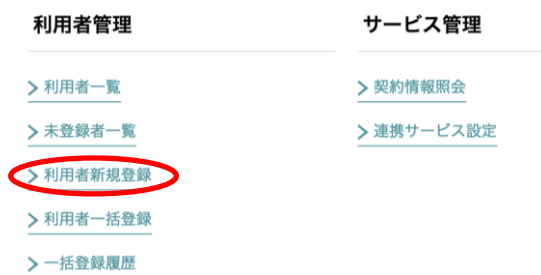 利用者管理
利用者一覧
未登録者一覧
利用者新規登録
利用者一括登録
一括登録履歴
サービス管理
契約情報照会
連携サービス設定